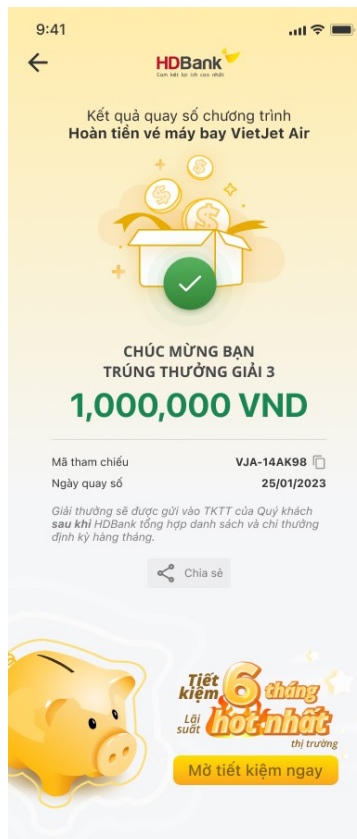 9:41
HDBank
Cam kết lợi ích cao nhất
Kết quả quay số chương trình
Hoàn tiền vé máy bay VietJet Air
CHÚC MỪNG BẠN
TRÚNG THƯỞNG GIẢI 3
1,000,000 VND
Mã tham chiếu VJA-14AK98
Ngày quay số 25/01/2023
Giải thưởng sẽ được gửi vào TKTT của Quý khách
sau khi HDBank tổng hợp danh sách và chi thưởng
định kỳ hàng tháng.
Chia sẻ
Tiết kiệm 6 tháng
Lãi suất hot nhất
thị trường
Mở tiết kiệm ngay